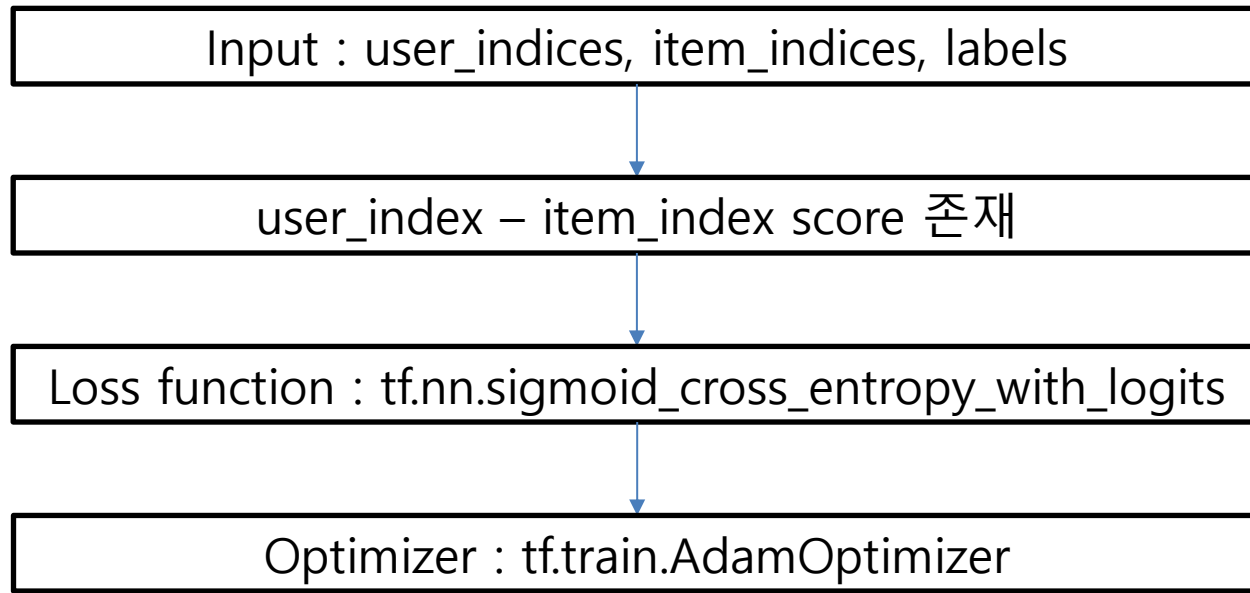 Input : user_indices, item_indices, labels
user_index – item_index score 존재
Loss function : tf.nn.sigmoid_cross_entropy_with_logits
Optimizer : tf.train.AdamOptimizer